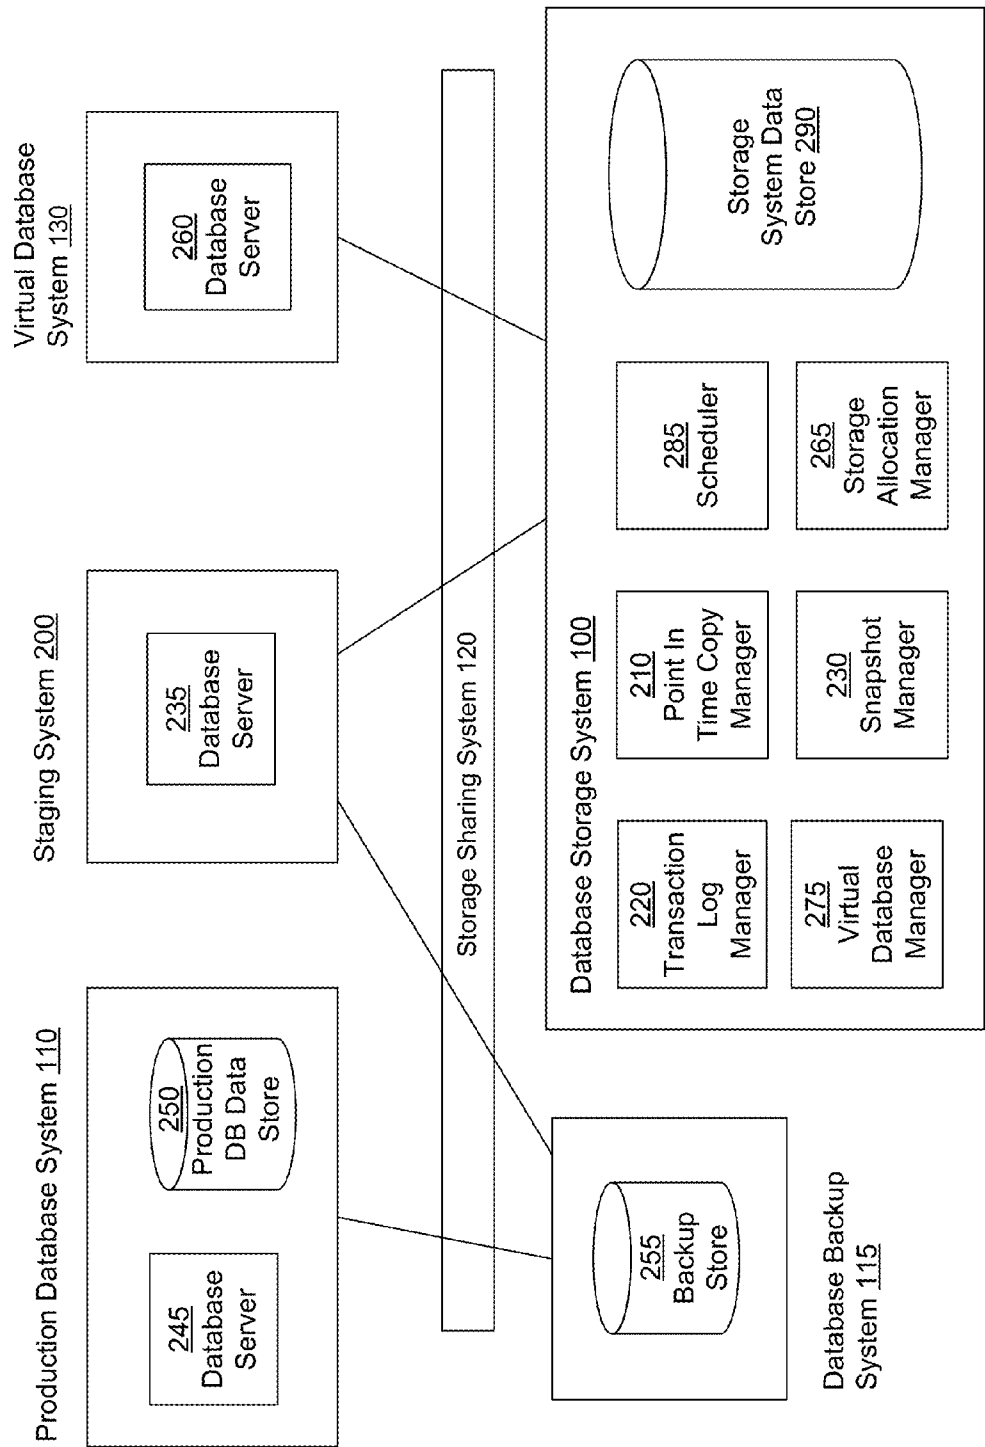 Production Database System 110
245
Database
Server
250
Production
DB Data
Store
Staging System 200
235
Database
Server
Virtual Database
System 130
260
Database
Server
Storage Sharing System 120
Database Backup
System 115
255
Backup
Store
Database Storage System 100
220
Transaction
Log
Manager
210
Point In
Time Copy
Manager
285
Scheduler
275
Virtual
Database
Manager
230
Snapshot
Manager
265
Storage
Allocation
Manager
Storage
System Data
Store 290